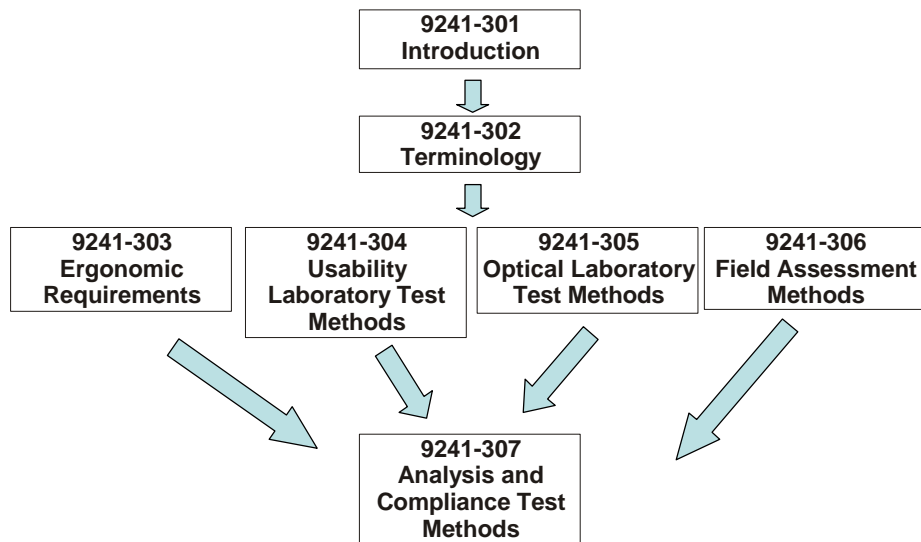 9241-301
Introduction
9241-302
Terminology
9241-303
Ergonomic
Requirements
9241-304
Usability
Laboratory Test
Methods
9241-305
Optical Laboratory
Test Methods
9241-306
Field Assessment
Methods
9241-307
Analysis and
Compliance Test
Methods